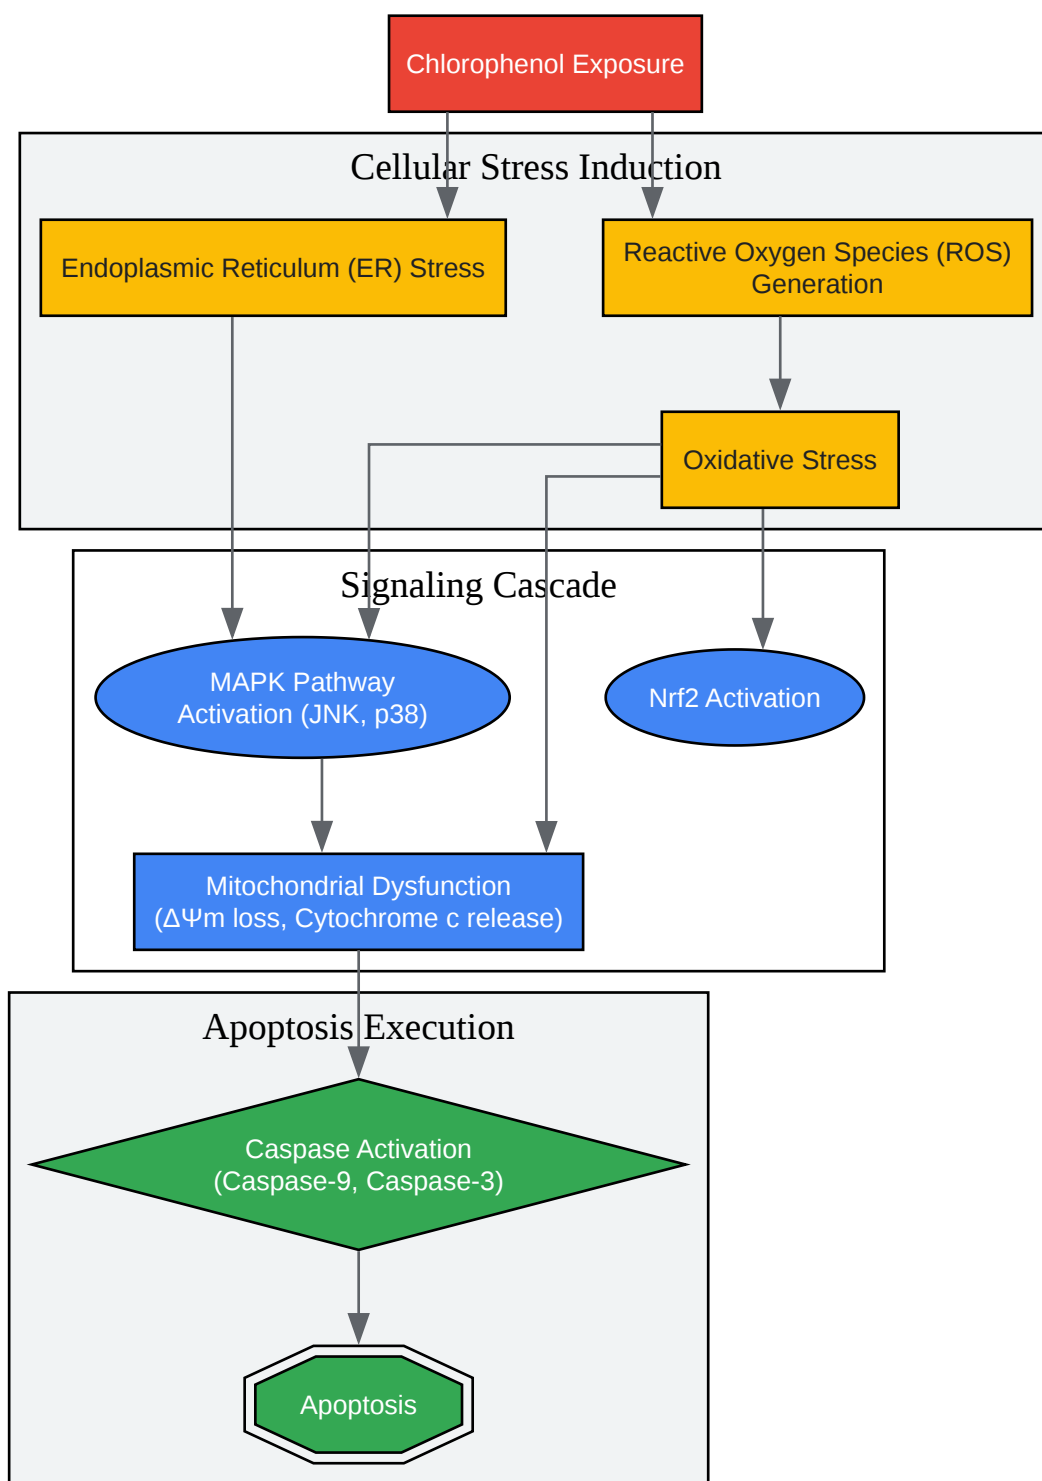 Chlorophenol Exposure
Cellular Stress Induction
Endoplasmic Reticulum (ER) Stress
Reactive Oxygen Species (ROS)
Generation
Oxidative Stress
Signaling Cascade
MAPK Pathway
Activation (JNK, p38)
Nrf2 Activation
Mitochondrial Dysfunction
(ΔΨm loss, Cytochrome c release)
Apoptosis Execution
Caspase Activation
(Caspase-9, Caspase-3)
Apoptosis